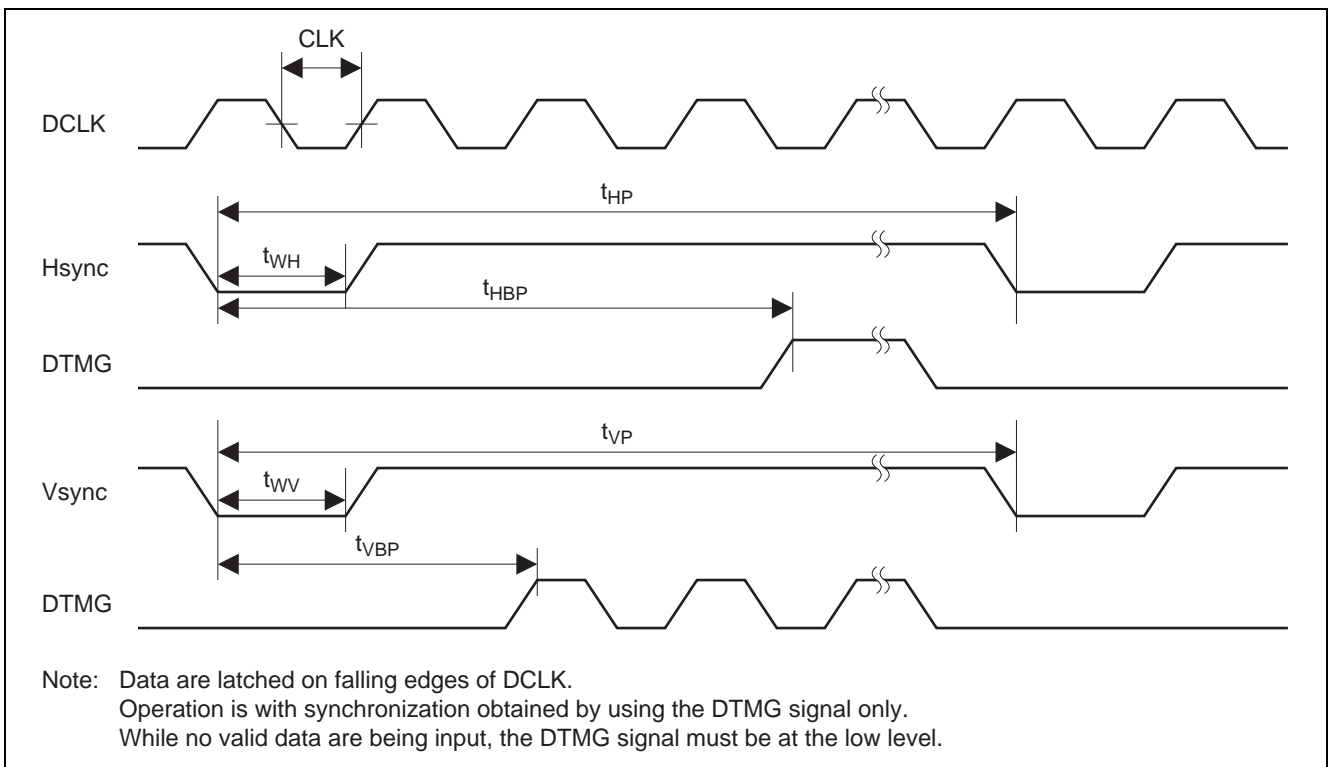 CLK
DCLK
tHP
Hsync
tWH
tHBP
DTMG
tVP
Vsync
tWV
tVBP
DTMG
Note: Data are latched on falling edges of DCLK.
Operation is with synchronization obtained by using the DTMG signal only.
While no valid data are being input, the DTMG signal must be at the low level.